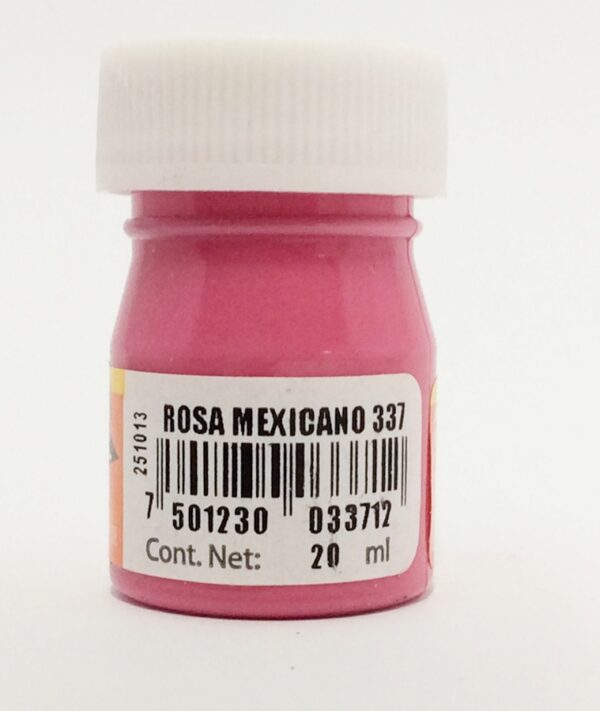 ROSA MEXICANO 337
251013
7 501230 033712
Cont. Net: 20 ml